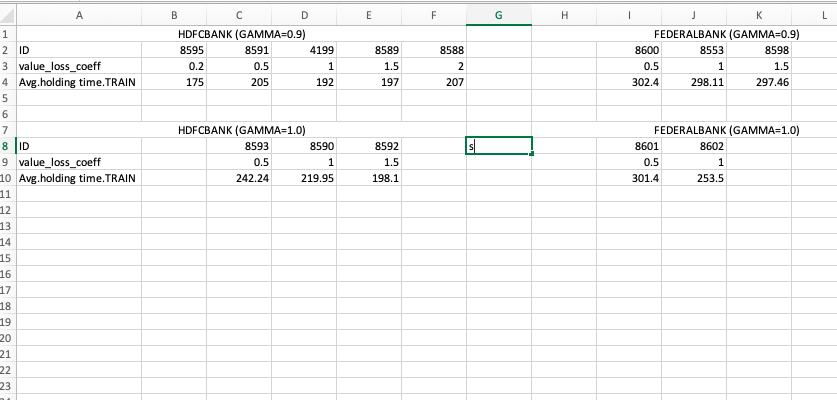 A B C D E F G H I J K L
1 HDFCBANK (GAMMA=0.9) FEDERALBANK (GAMMA=0.9)
2 ID 8595 8591 4199 8589 8588 8600 8553 8598
3 value_loss_coeff 0.2 0.5 1 1.5 2 0.5 1 1.5
4 Avg.holding time.TRAIN 175 205 192 197 207 302.4 298.11 297.46
5
6
7 HDFCBANK (GAMMA=1.0) FEDERALBANK (GAMMA=1.0)
8 ID 8593 8590 8592 s 8601 8602
9 value_loss_coeff 0.5 1 1.5 0.5 1
10 Avg.holding time.TRAIN 242.24 219.95 198.1 301.4 253.5
11
12
13
14
15
16
17
18
19
20
21
22
23